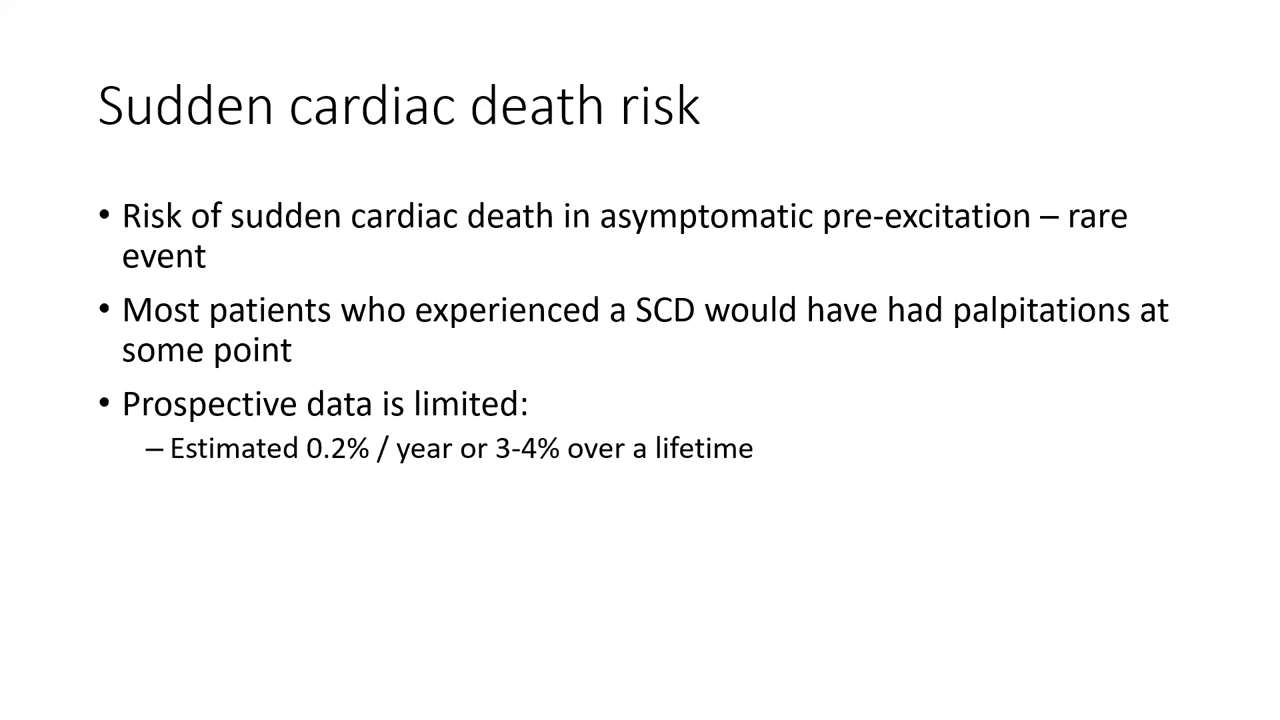 Sudden cardiac death risk
• Risk of sudden cardiac death in asymptomatic pre-excitation – rare
event
• Most patients who experienced a SCD would have had palpitations at
some point
• Prospective data is limited:
– Estimated 0.2% / year or 3-4% over a lifetime